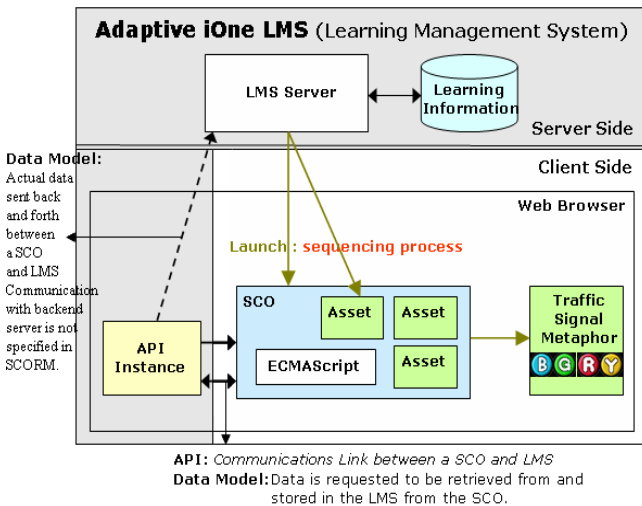 Adaptive iOne LMS (Learning Management System)
LMS Server
Learning
Information
Server Side
Data Model:
Actual data
sent back
and forth
between
a SCO
and LMS
Communication
with backend
server is not
specified in
SCORM.
Client Side
Web Browser
Launch : sequencing process
SCO
Asset
Asset
Asset
ECMAScript
API
Instance
Traffic
Signal
Metaphor
B G R Y
API: Communications Link between a SCO and LMS
Data Model: Data is requested to be retrieved from and
stored in the LMS from the SCO.